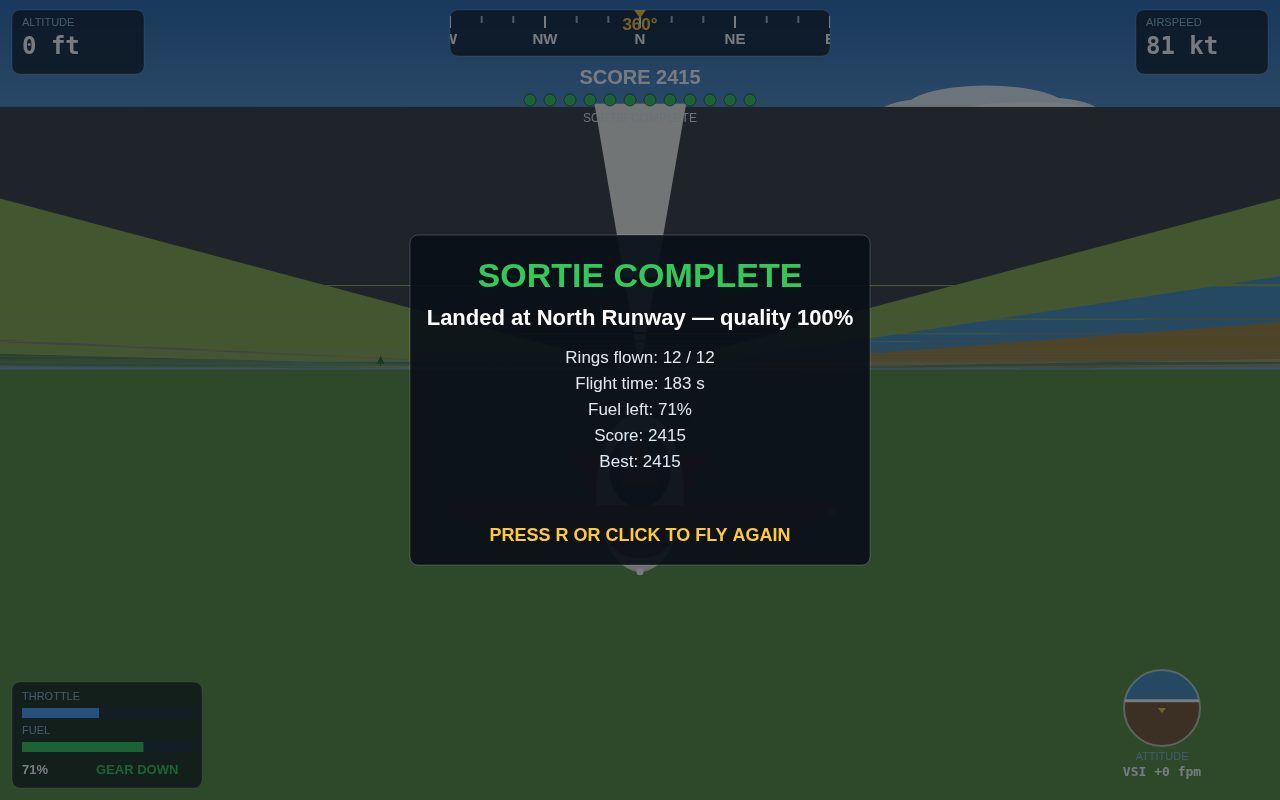 ALTITUDE
0 ft
360°
NW
N
NE
AIRSPEED
81 kt
SCORE 2415
SORTIE COMPLETE
SORTIE COMPLETE
Landed at North Runway — quality 100%
Rings flown: 12 / 12
Flight time: 183 s
Fuel left: 71%
Score: 2415
Best: 2415
PRESS R OR CLICK TO FLY AGAIN
THROTTLE
FUEL
71%
GEAR DOWN
ATTITUDE
VSI +0 fpm